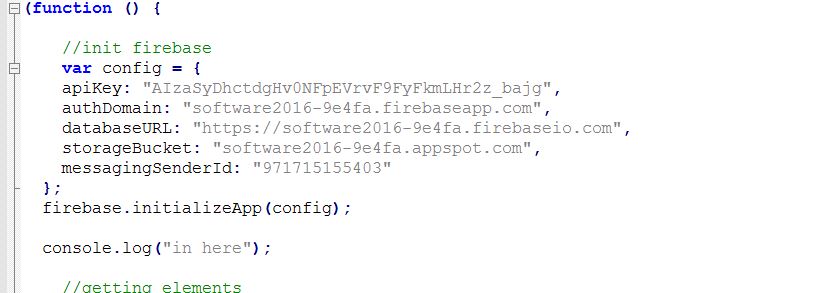 (function () {
//init firebase
var config = {
apiKey: "AIzaSyDhctdgHv0NFpEVrvF9FyFkmLHr2z_bajg",
authDomain: "software2016-9e4fa.firebaseapp.com",
databaseURL: "https://software2016-9e4fa.firebaseio.com",
storageBucket: "software2016-9e4fa.appspot.com",
messagingSenderId: "971715155403"
};
firebase.initializeApp(config);
console.log("in here");
//getting elements